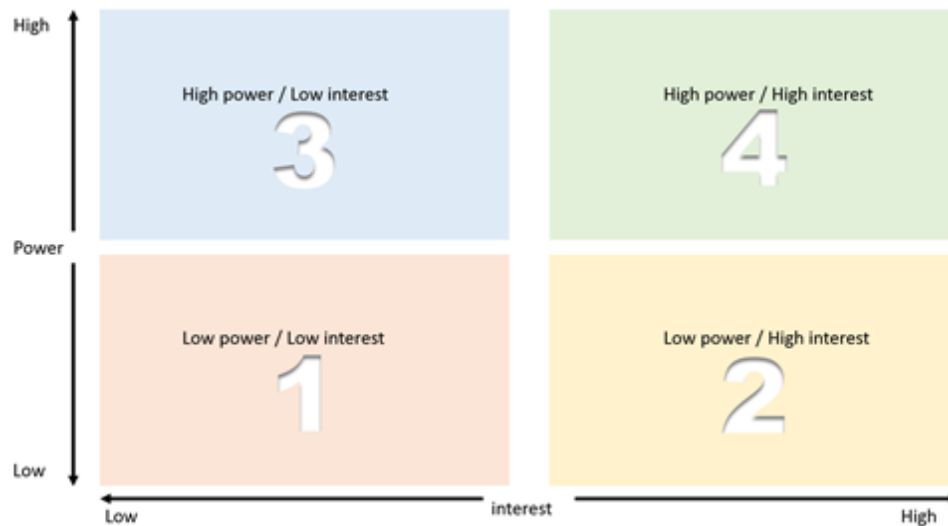 High
High power / Low interest
3
High power / High interest
4
Power
Low power / Low interest
1
Low power / High interest
2
Low
interest
Low
High